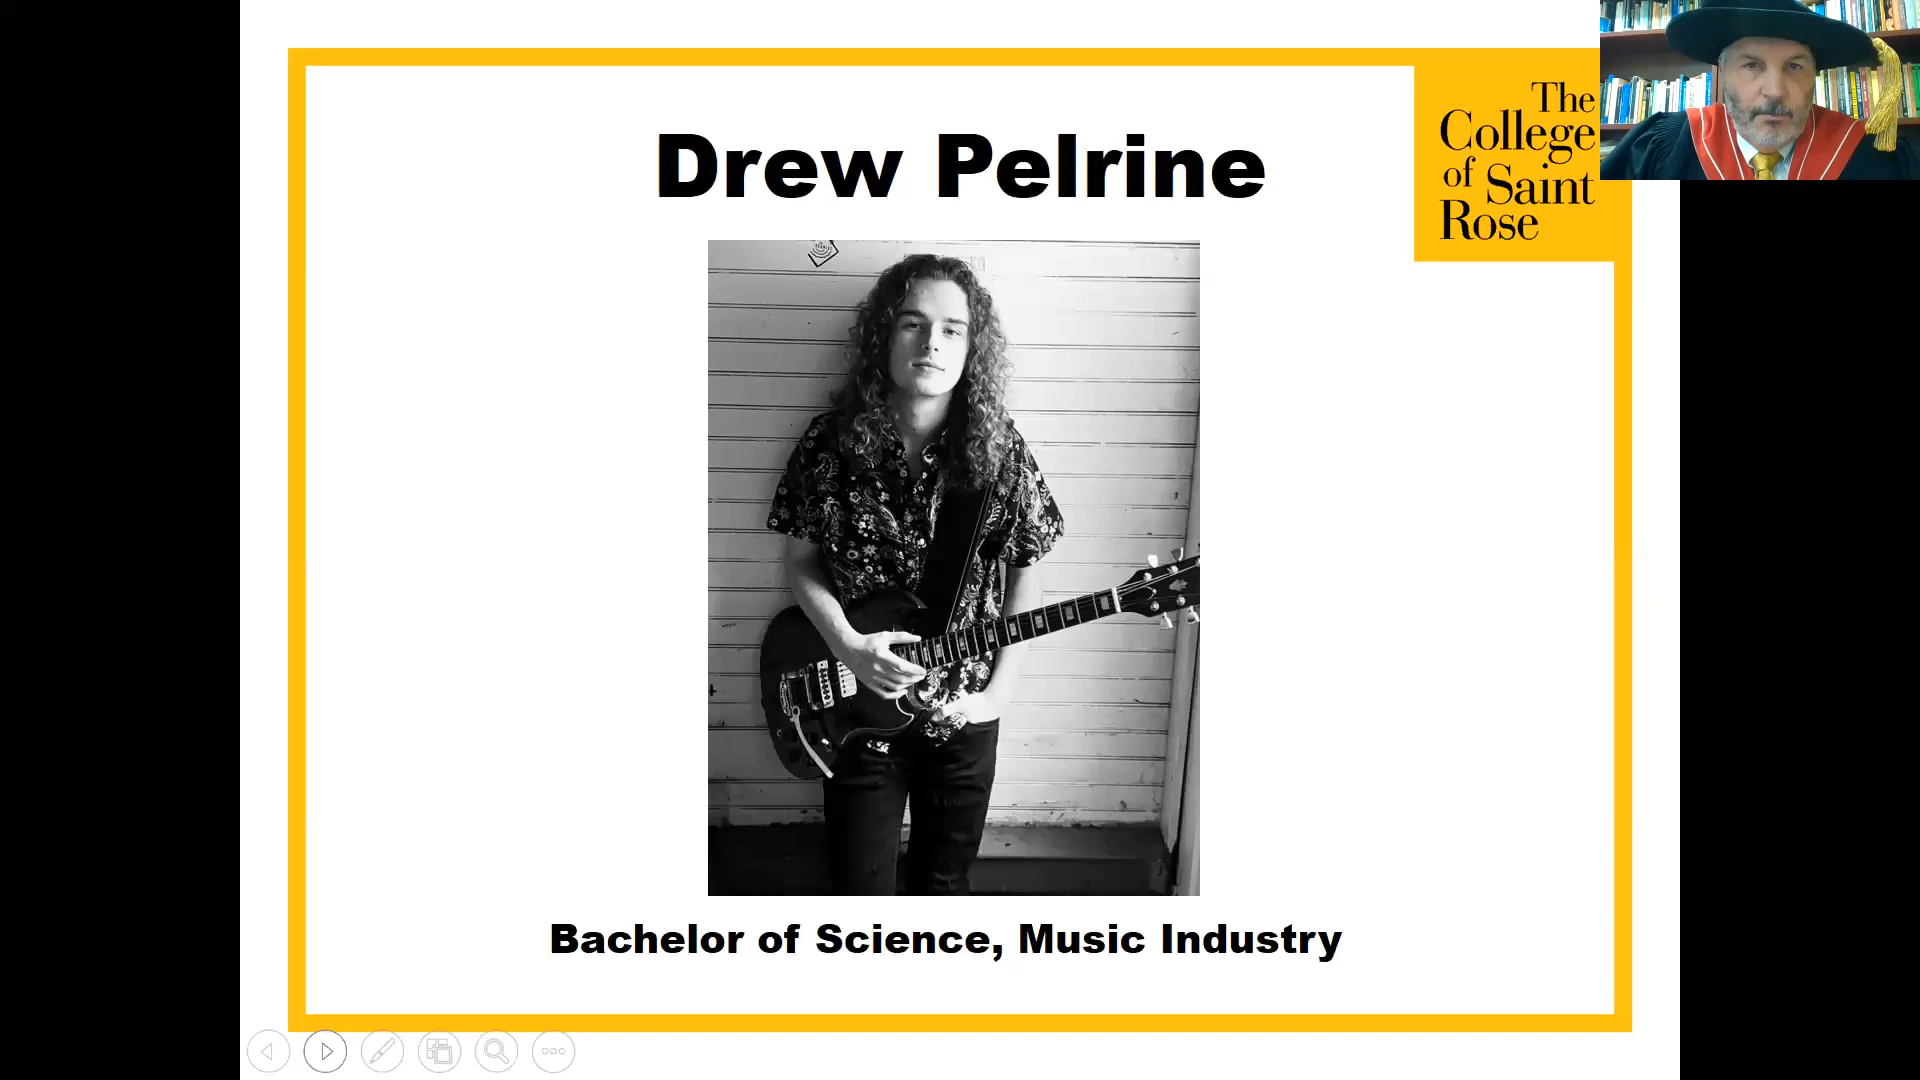 Drew Pelrine
The
College
of Saint
Rose
Bachelor of Science, Music Industry